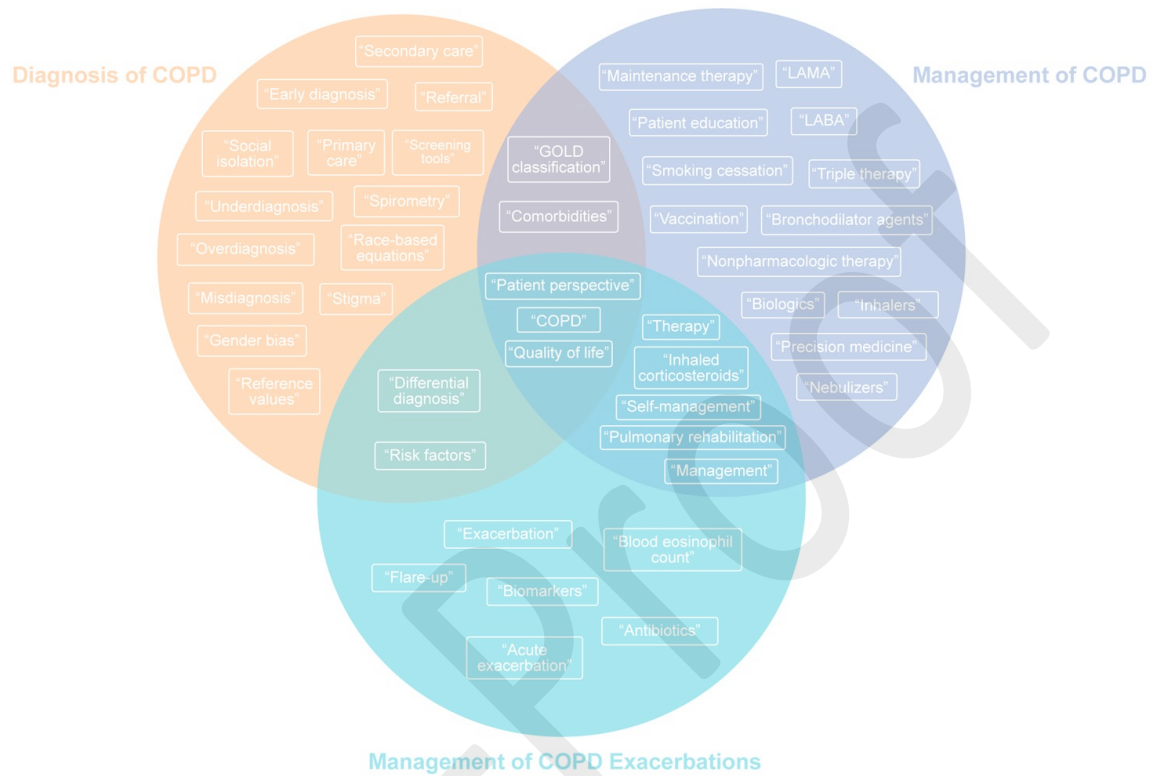 Diagnosis of COPD
Management of COPD
“Secondary care”
“Early diagnosis”
“Referral”
“Social
isolation”
“Primary
care”
“Screening
tools”
“Underdiagnosis”
“Spirometry”
“Overdiagnosis”
“Race-based
equations”
“Misdiagnosis”
“Stigma”
“Gender bias”
“Reference
values”
“GOLD
classification”
“Comorbidities”
“Maintenance therapy”
“LAMA”
“Patient education”
“LABA”
“Smoking cessation”
“Triple therapy”
“Vaccination”
“Bronchodilator agents”
“Nonpharmacologic therapy”
“Biologics”
“Inhalers”
“Precision medicine”
“Nebulizers”
“Patient perspective”
“COPD”
“Quality of life”
“Therapy”
“Inhaled
corticosteroids”
“Self-management”
“Pulmonary rehabilitation”
“Management”
“Differential
diagnosis”
“Risk factors”
“Exacerbation”
“Blood eosinophil
count”
“Flare-up”
“Biomarkers”
“Antibiotics”
“Acute
exacerbation”
Management of COPD Exacerbations
Proof